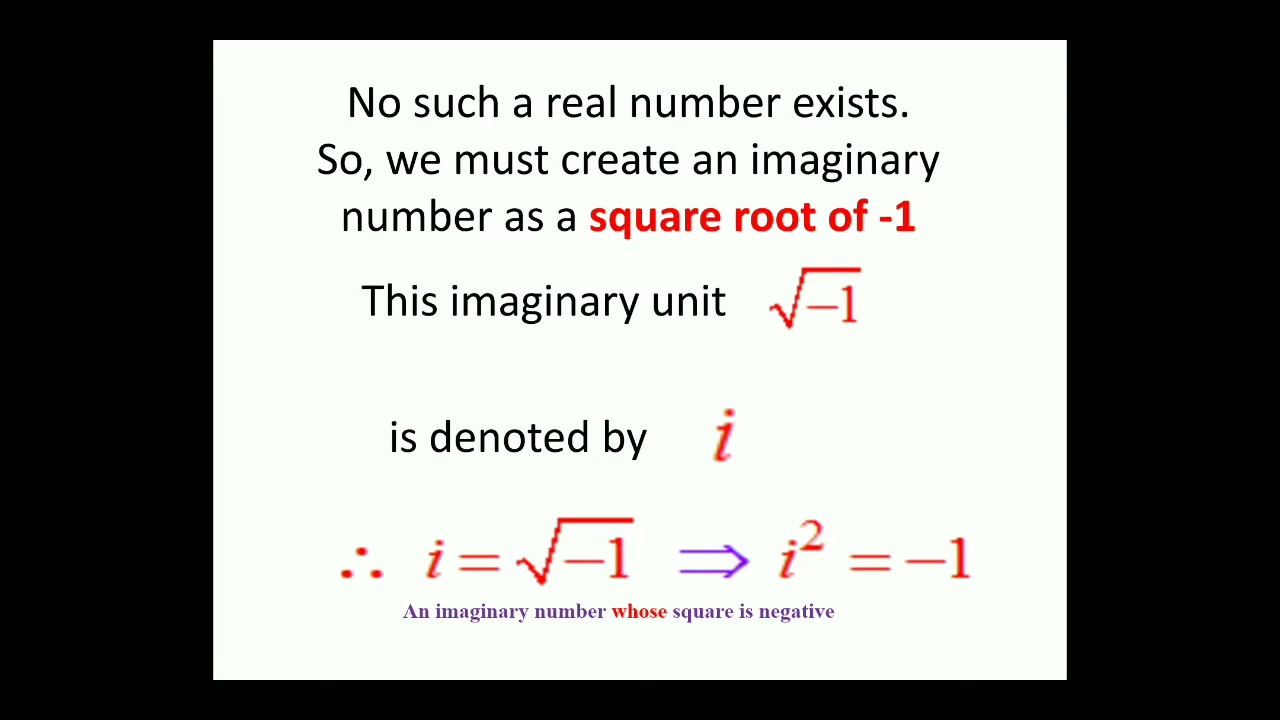 No such a real number exists.
So, we must create an imaginary
number as a square root of -1
This imaginary unit √−1
is denoted by i
∴ i = √−1 ⇒ i² = −1
An imaginary number whose square is negative